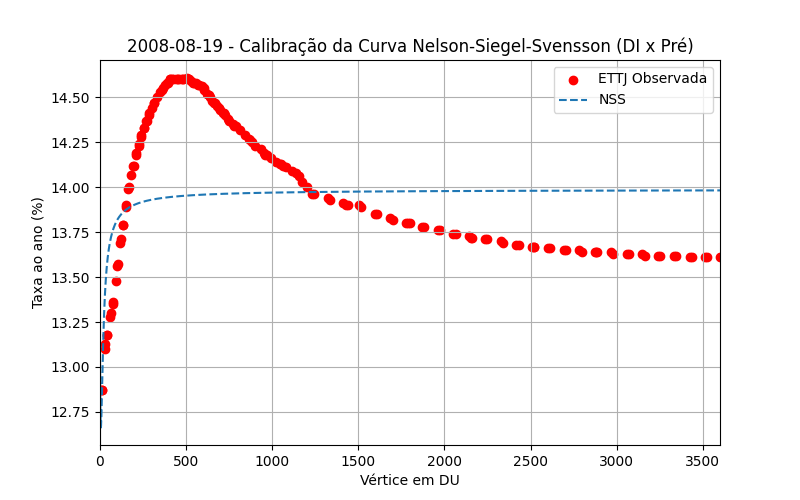 2008-08-19 - Calibração da Curva Nelson-Siegel-Svensson (DI x Pré)
ETTJ Observada
NSS
Taxa ao ano (%)
14.50
14.25
14.00
13.75
13.50
13.25
13.00
12.75
0 500 1000 1500 2000 2500 3000 3500
Vértice em DU